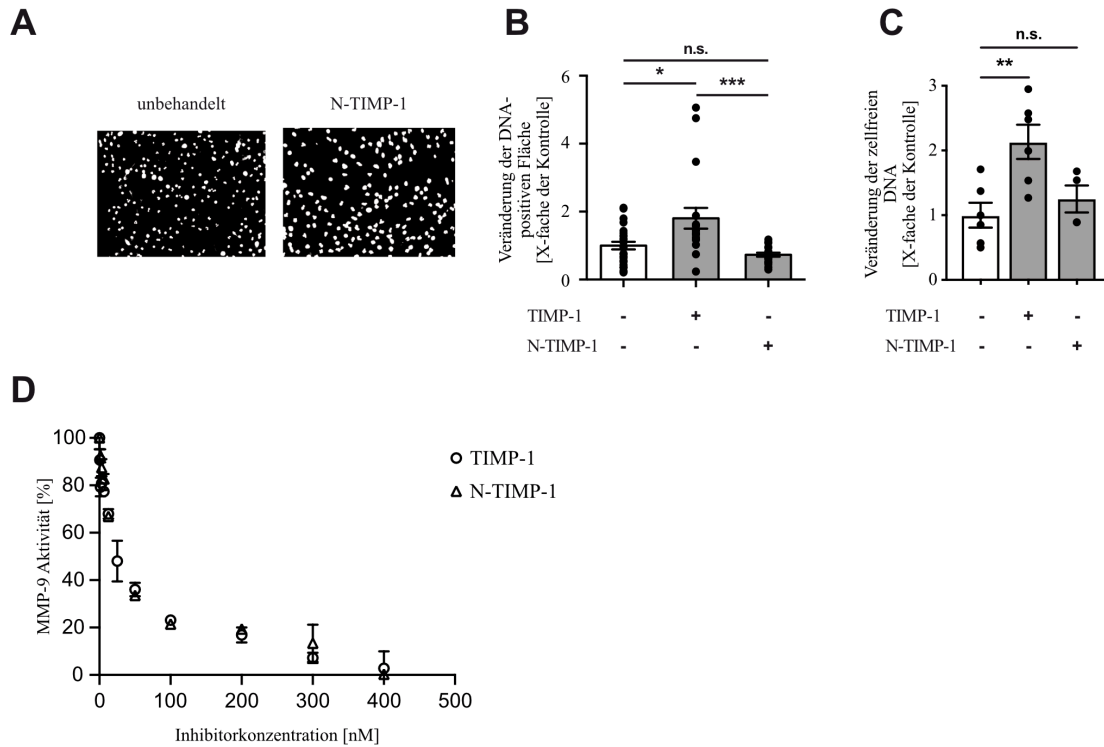 A
unbehandelt
N-TIMP-1
B
n.s.
*
***
Veränderung der DNA-
positiven Fläche
[X-fache der Kontrolle]
6
4
2
0
TIMP-1
-
+
-
N-TIMP-1
-
-
+
C
n.s.
**
Veränderung der zellfreien
DNA
[X-fache der Kontrolle]
3
2
1
0
TIMP-1
-
+
-
N-TIMP-1
-
-
+
D
MMP-9 Aktivität [%]
100
80
60
40
20
0
0
100
200
300
400
500
Inhibitorkonzentration [nM]
TIMP-1
N-TIMP-1